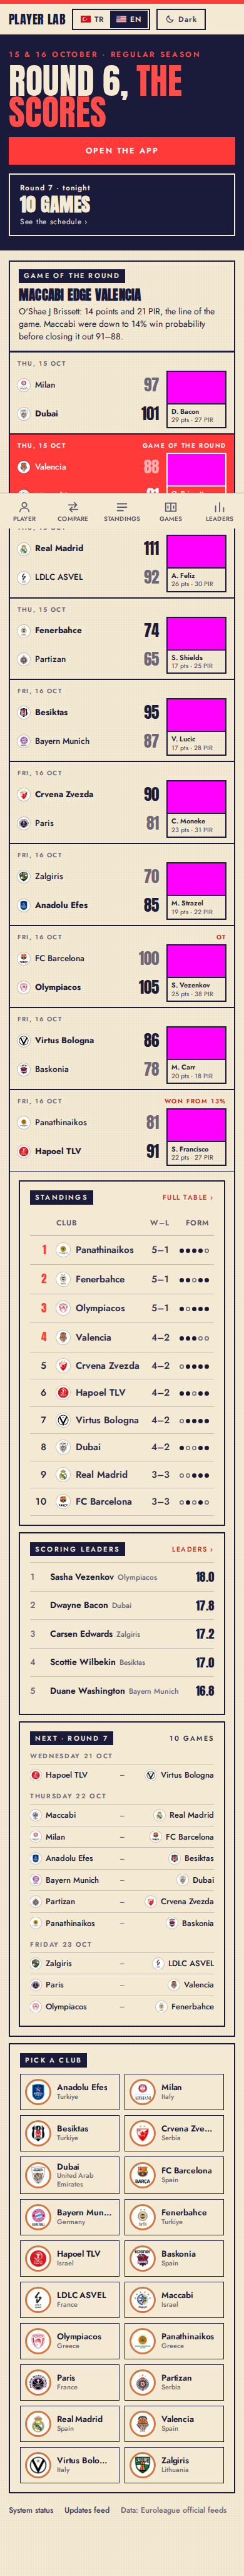 PLAYER LAB
TR
EN
Dark
15 & 16 OCTOBER · REGULAR SEASON
ROUND 6, THE
SCORES
OPEN THE APP
Round 7 · tonight
10 GAMES
See the schedule ›
GAME OF THE ROUND
MACCABI EDGE VALENCIA
O'Shae J Brissett: 14 points and 21 PIR, the line of the
game. Maccabi were down to 14% win probability
before closing it out 91–88.
THU, 15 OCT
Milan 97
Dubai 101
D. Bacon
29 pts · 27 PIR
THU, 15 OCT GAME OF THE ROUND
Valencia 88
PLAYER
COMPARE
STANDINGS
GAMES
LEADERS
Real Madrid 111
LDLC ASVEL 92
A. Feliz
26 pts · 30 PIR
THU, 15 OCT
Fenerbahce 74
Partizan 65
S. Shields
17 pts · 25 PIR
FRI, 16 OCT
Besiktas 95
Bayern Munich 87
V. Lucic
17 pts · 28 PIR
FRI, 16 OCT
Crvena Zvezda 90
Paris 81
C. Moneke
23 pts · 31 PIR
FRI, 16 OCT
Zalgiris 70
Anadolu Efes 85
M. Strazel
19 pts · 22 PIR
FRI, 16 OCT OT
FC Barcelona 100
Olympiacos 105
S. Vezenkov
25 pts · 38 PIR
FRI, 16 OCT
Virtus Bologna 86
Baskonia 78
M. Carr
20 pts · 18 PIR
FRI, 16 OCT WON FROM 13%
Panathinaikos 81
Hapoel TLV 91
S. Francisco
22 pts · 27 PIR
STANDINGS FULL TABLE ›
CLUB W–L FORM
1 Panathinaikos 5–1
2 Fenerbahce 5–1
3 Olympiacos 5–1
4 Valencia 4–2
5 Crvena Zvezda 4–2
6 Hapoel TLV 4–2
7 Virtus Bologna 4–2
8 Dubai 4–2
9 Real Madrid 3–3
10 FC Barcelona 3–3
SCORING LEADERS LEADERS ›
1 Sasha Vezenkov Olympiacos 18.0
2 Dwayne Bacon Dubai 17.8
3 Carsen Edwards Zalgiris 17.2
4 Scottie Wilbekin Besiktas 17.0
5 Duane Washington Bayern Munich 16.8
NEXT · ROUND 7 10 GAMES
WEDNESDAY 21 OCT
Hapoel TLV – Virtus Bologna
THURSDAY 22 OCT
Maccabi – Real Madrid
Milan – FC Barcelona
Anadolu Efes – Besiktas
Bayern Munich – Dubai
Partizan – Crvena Zvezda
Panathinaikos – Baskonia
FRIDAY 23 OCT
Zalgiris – LDLC ASVEL
Paris – Valencia
Olympiacos – Fenerbahce
PICK A CLUB
Anadolu Efes
Turkiye
Milan
Italy
Besiktas
Turkiye
Crvena Zve...
Serbia
Dubai
United Arab
Emirates
FC Barcelona
Spain
Bayern Mun...
Germany
Fenerbahce
Turkiye
Hapoel TLV
Israel
Baskonia
Spain
LDLC ASVEL
France
Maccabi
Israel
Olympiacos
Greece
Panathinaikos
Greece
Paris
France
Partizan
Serbia
Real Madrid
Spain
Valencia
Spain
Virtus Bolo...
Italy
Zalgiris
Lithuania
System status
Updates feed
Data: Euroleague official feeds